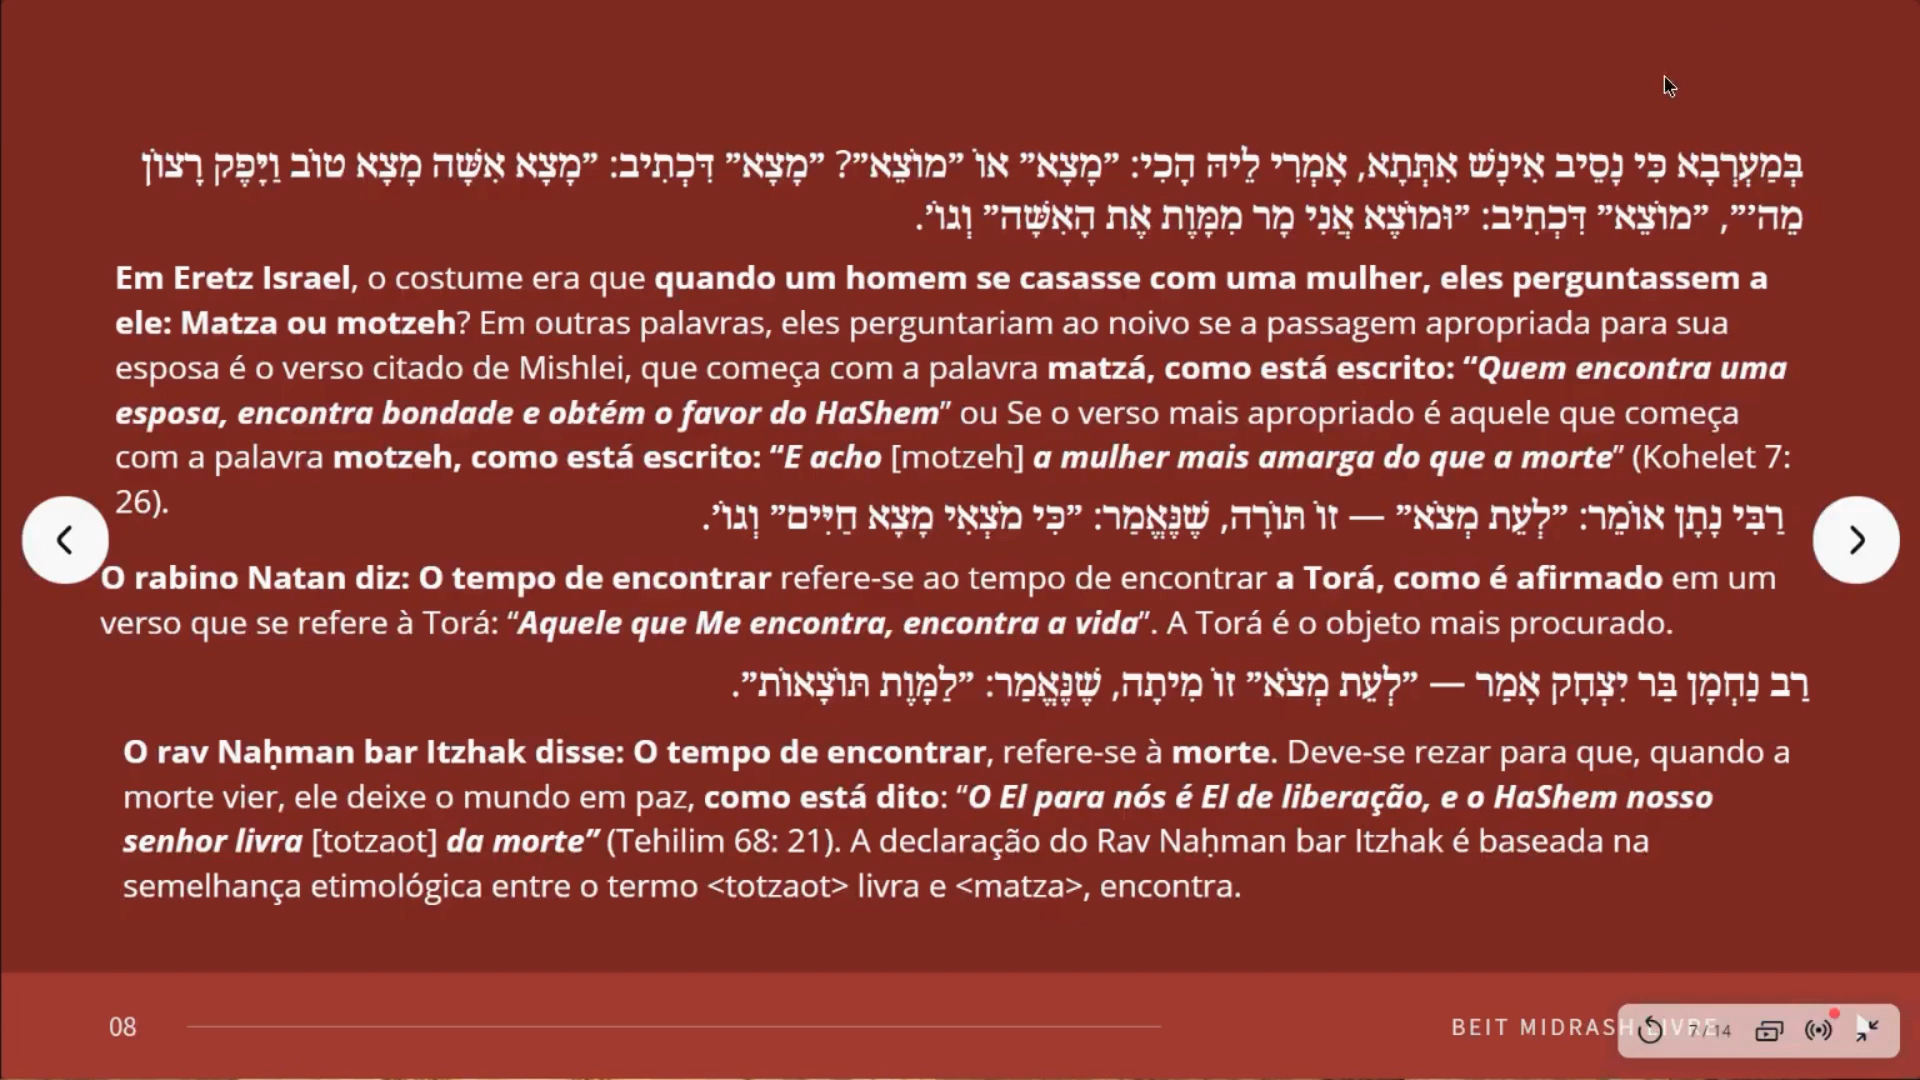 בְּמַעְרְבָא כִּי נָסֵיב אִינָשׁ אִתְּתָא, אָמְרִי לֵיהּ הָכִי: ״מָצָא״ אוֹ ״מוֹצֵא״? ״מָצָא״ דִּכְתִיב: ״מָצָא אִשָּׁה מָצָא טוֹב וַיָּפֶק רָצוֹן
מֵה׳״, ״מוֹצֵא״ דִּכְתִיב: ״וּמוֹצֶא אֲנִי מָר מִמָּוֶת אֶת הָאִשָּׁה״ וְגוֹ׳.
Em Eretz Israel, o costume era que quando um homem se casasse com uma mulher, eles perguntassem a
ele: Matza ou motzeh? Em outras palavras, eles perguntariam ao noivo se a passagem apropriada para sua
esposa é o verso citado de Mishlei, que começa com a palavra matzá, como está escrito: “Quem encontra uma
esposa, encontra bondade e obtém o favor do HaShem” ou Se o verso mais apropriado é aquele que começa
com a palavra motzeh, como está escrito: “E acho [motzeh] a mulher mais amarga do que a morte” (Kohelet 7:
26).
רַבִּי נָתָן אוֹמֵר: ״לְעֵת מְצֹא״ — זוֹ תּוֹרָה, שֶׁנֶּאֱמַר: ״כִּי מֹצְאִי מָצָא חַיִּים״ וְגוֹ׳.
O rabino Natan diz: O tempo de encontrar refere-se ao tempo de encontrar a Torá, como é afirmado em um
verso que se refere à Torá: “Aquele que Me encontra, encontra a vida”. A Torá é o objeto mais procurado.
רַב נַחְמָן בַּר יִצְחָק אָמַר — ״לְעֵת מְצֹא״ זוֹ מִיתָה, שֶׁנֶּאֱמַר: ״לַמָּוֶת תּוֹצָאוֹת״.
O rav Naḥman bar Itzhak disse: O tempo de encontrar, refere-se à morte. Deve-se rezar para que, quando a
morte vier, ele deixe o mundo em paz, como está dito: “O El para nós é El de liberação, e o HaShem nosso
senhor livra [totzaot] da morte” (Tehilim 68: 21). A declaração do Rav Naḥman bar Itzhak é baseada na
semelhança etimológica entre o termo <totzaot> livra e <matza>, encontra.
08
BEIT MIDRASH LIVRE
7 / 14